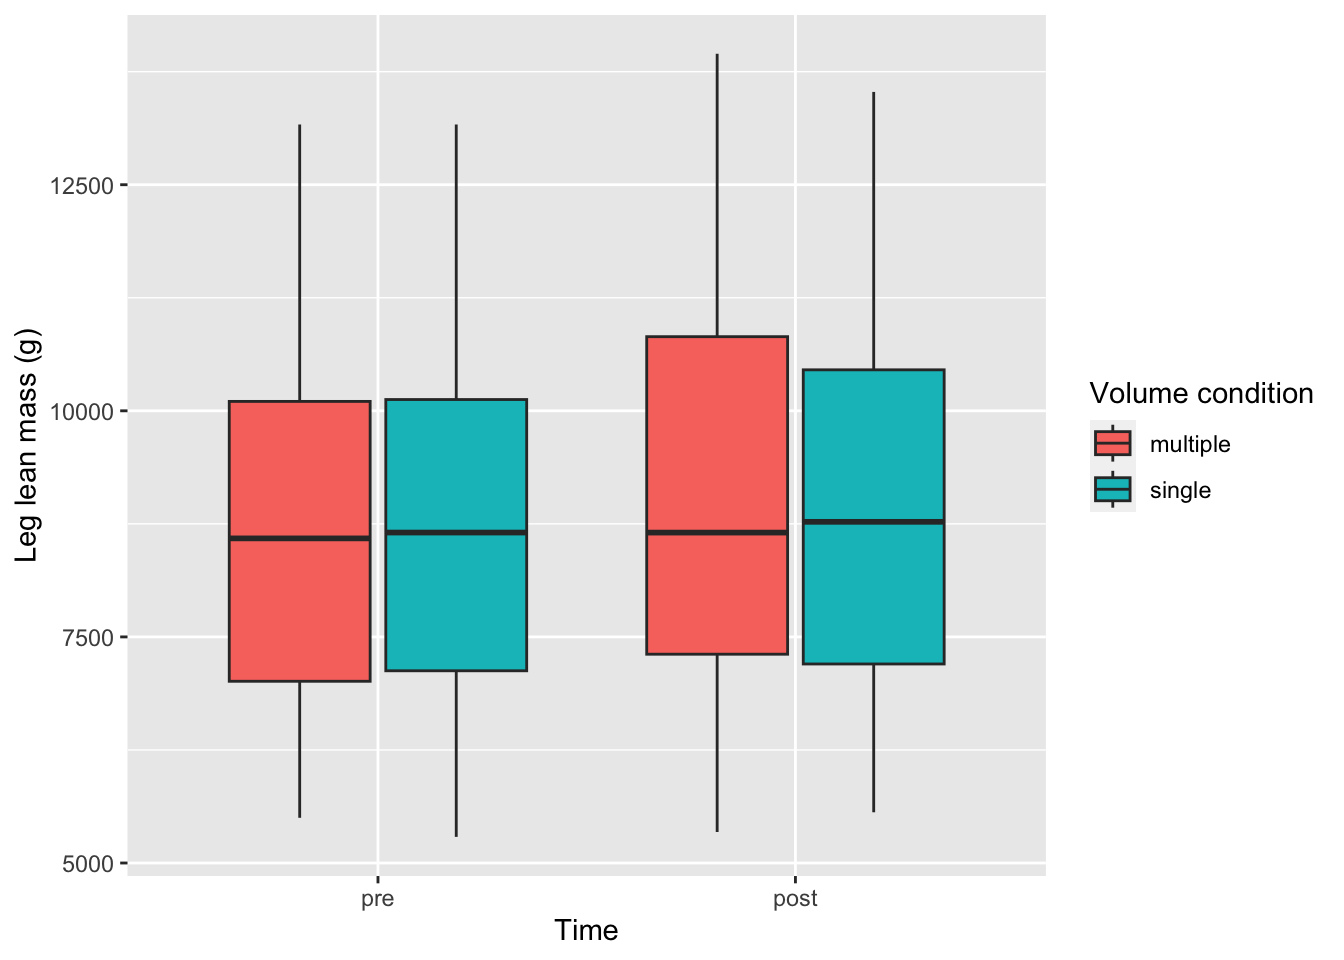 Leg lean mass (g)
12500
10000
7500
5000
pre
post
Time
Volume condition
multiple
single